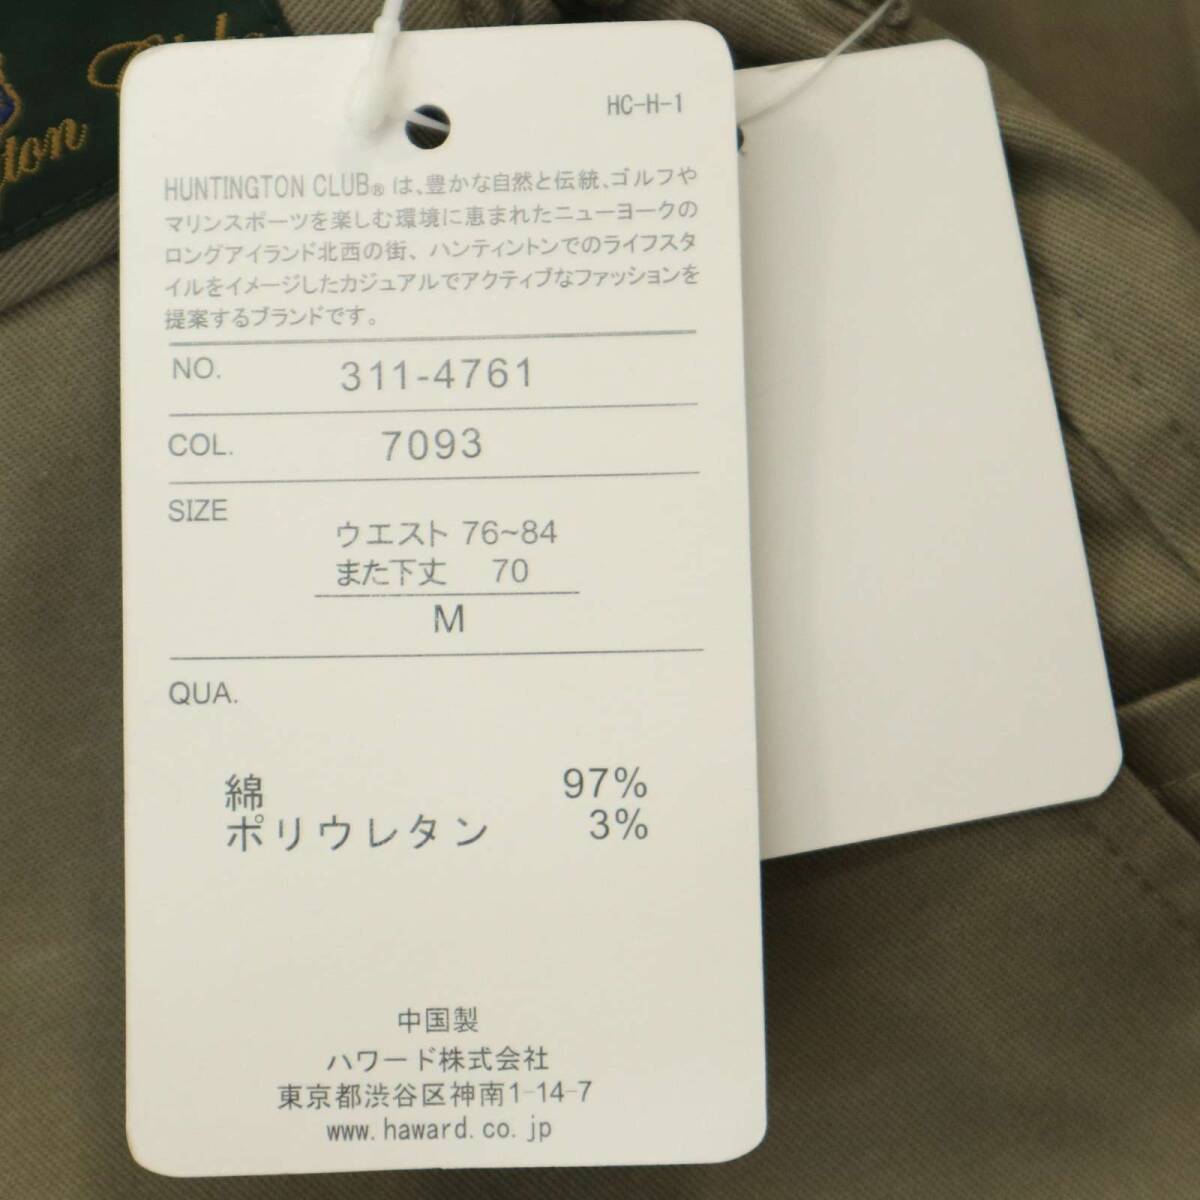 HC-H-1
HUNTINGTON CLUB® は、豊かな自然と伝統、ゴルフや
マリンスポーツを楽しむ環境に恵まれたニューヨークの
ロングアイランド北西の街、ハンティントンでのライフスタ
イルをイメージしたカジュアルでアクティブなファッションを
提案するブランドです。
NO. 311-4761
COL. 7093
SIZE
ウエスト 76~84
また下丈 70
M
QUA.
綿 97%
ポリウレタン 3%
中国製
ハワード株式会社
東京都渋谷区神南1-14-7
www.haward.co.jp